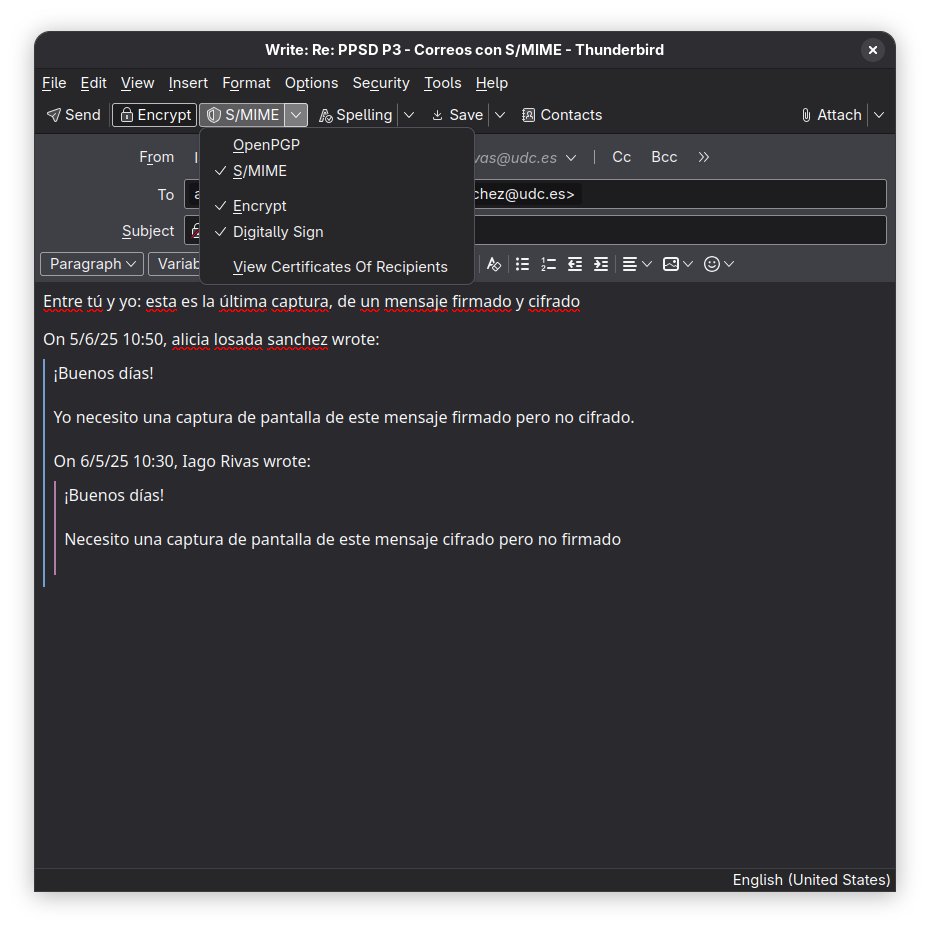 Write: Re: PPSD P3 - Correos con S/MIME - Thunderbird
File Edit View Insert Format Options Security Tools Help
Send Encrypt S/MIME Spelling Save Contacts Attach
OpenPGP
S/MIME
Encrypt
Digitally Sign
View Certificates Of Recipients
From vas@udc.es Cc Bcc
To chez@udc.es>
Subject
Paragraph Variab
Entre tú y yo: esta es la última captura, de un mensaje firmado y cifrado
On 5/6/25 10:50, alicia losada sanchez wrote:
¡Buenos días!
Yo necesito una captura de pantalla de este mensaje firmado pero no cifrado.
On 6/5/25 10:30, Iago Rivas wrote:
¡Buenos días!
Necesito una captura de pantalla de este mensaje cifrado pero no firmado
English (United States)